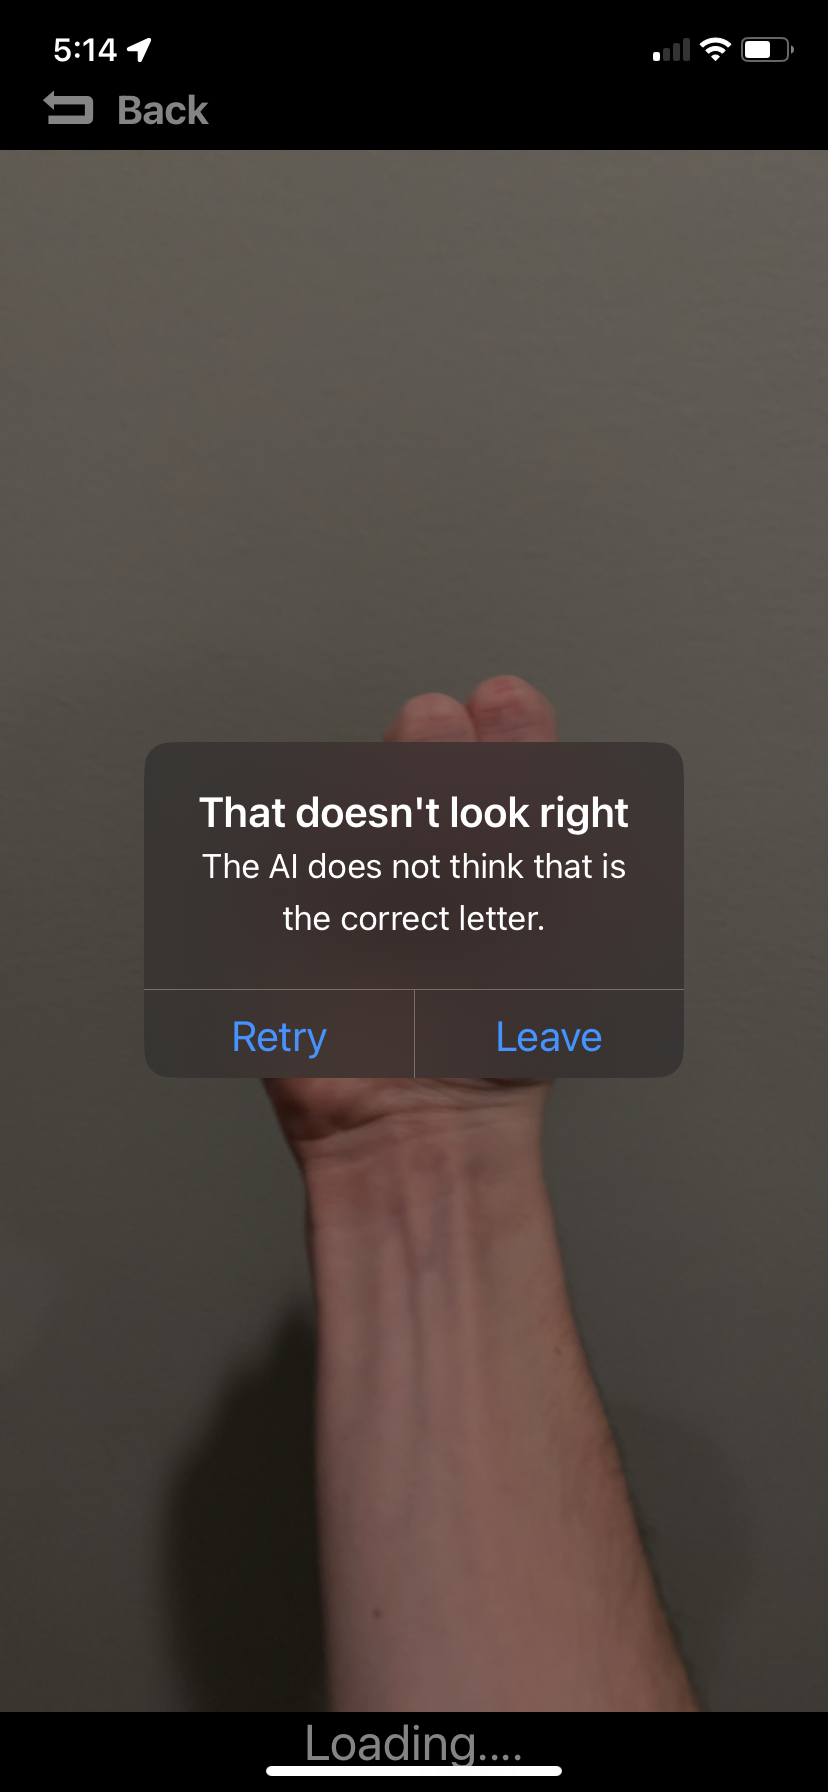 5:14
Back
That doesn't look right
The AI does not think that is
the correct letter.
Retry
Leave
Loading....